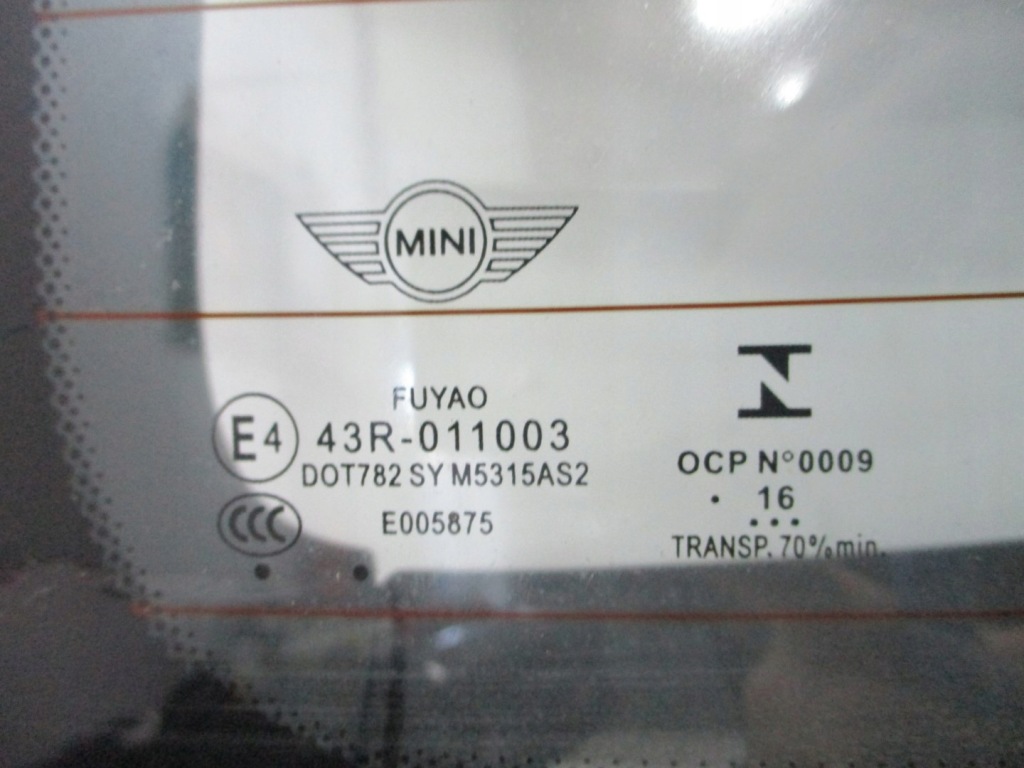 MINI
FUYAO
E4
43R-011003
DOT782 SY M5315AS2
CCC
E005875
OCP N°0009
. 16
...
TRANSP. 70% min.